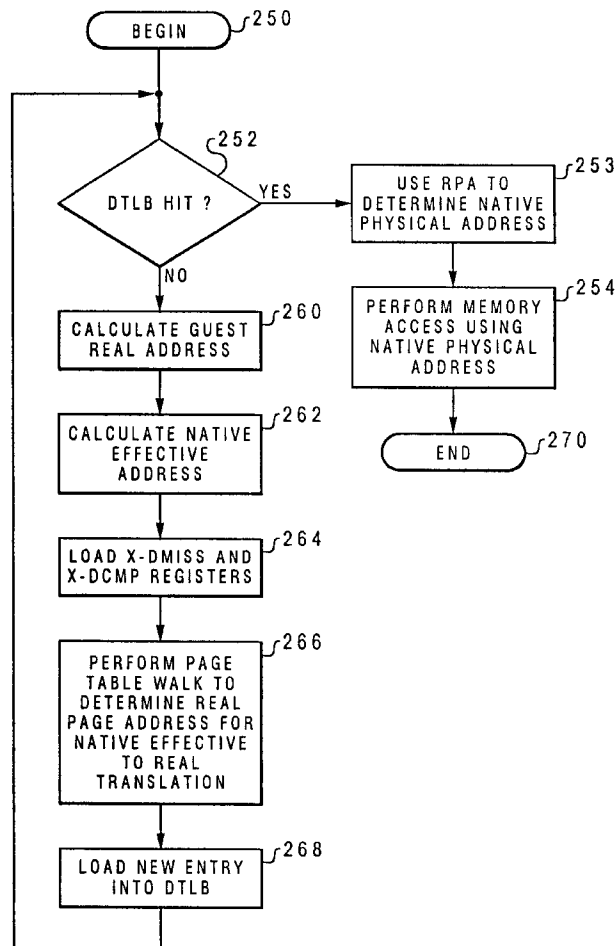 BEGIN
250
252
DTLB HIT ?
YES
NO
253
USE RPA TO
DETERMINE NATIVE
PHYSICAL ADDRESS
254
PERFORM MEMORY
ACCESS USING
NATIVE PHYSICAL
ADDRESS
END
270
260
CALCULATE GUEST
REAL ADDRESS
262
CALCULATE NATIVE
EFFECTIVE
ADDRESS
264
LOAD X-DMISS AND
X-DCMP REGISTERS
266
PERFORM PAGE
TABLE WALK TO
DETERMINE REAL
PAGE ADDRESS FOR
NATIVE EFFECTIVE
TO REAL
TRANSLATION
268
LOAD NEW ENTRY
INTO DTLB